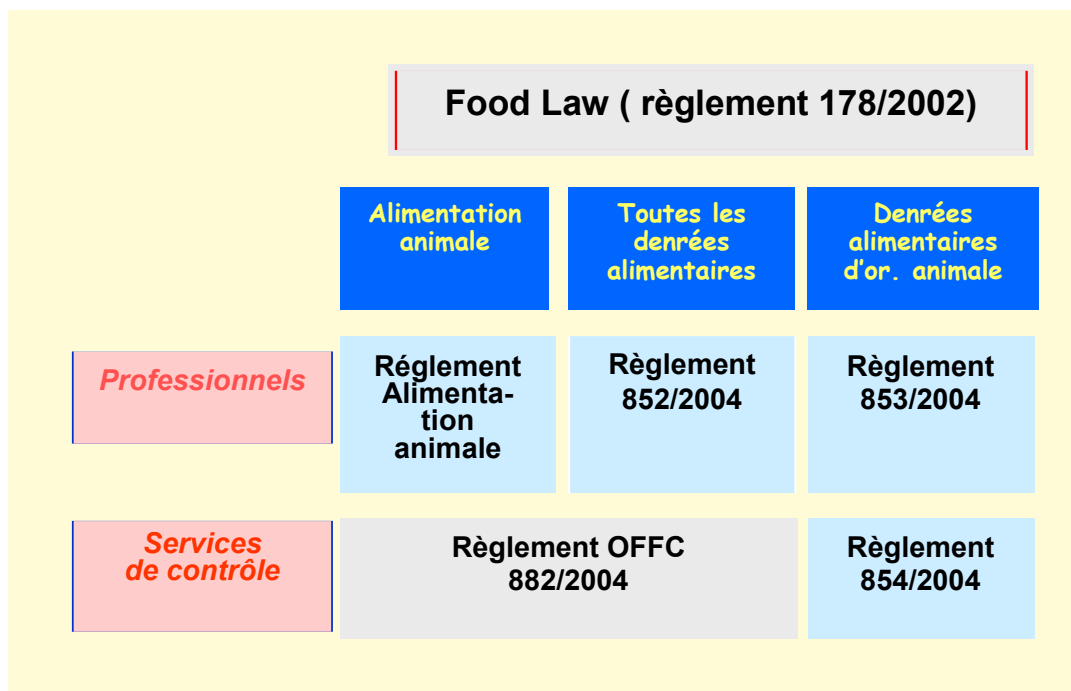 Food Law ( règlement 178/2002)
Alimentation
animale
Toutes les
denrées
alimentaires
Denrées
alimentaires
d’or. animale
Professionnels
Réglement
Alimenta-
tion
animale
Règlement
852/2004
Règlement
853/2004
Services
de contrôle
Règlement OFFC
882/2004
Règlement
854/2004